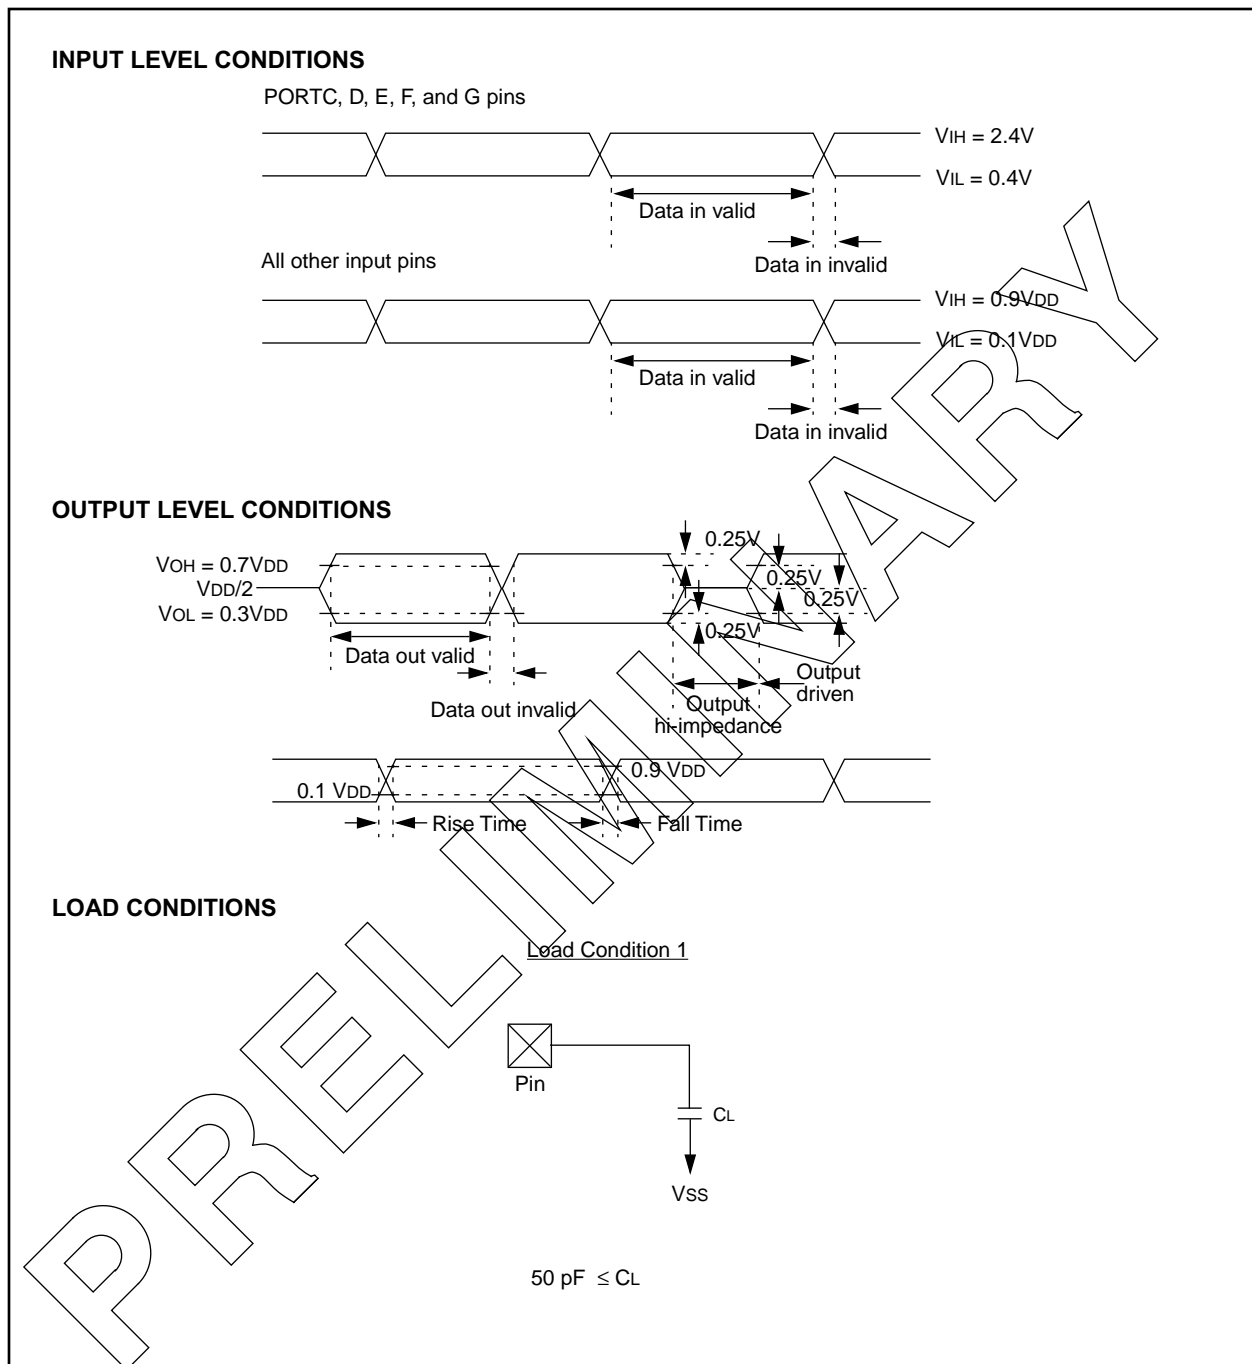 INPUT LEVEL CONDITIONS
PORTC, D, E, F, and G pins
VIH = 2.4V
VIL = 0.4V
Data in valid
Data in invalid
All other input pins
VIH = 0.9VDD
VIL = 0.1VDD
Data in valid
Data in invalid
OUTPUT LEVEL CONDITIONS
0.25V
VOH = 0.7VDD
VDD/2
0.25V
0.25V
VOL = 0.3VDD
0.25V
Data out valid
Output
driven
Data out invalid
Output
hi-impedance
0.9 VDD
0.1 VDD
Rise Time
Fall Time
LOAD CONDITIONS
Load Condition 1
Pin
CL
VSS
50 pF ≤ CL
PRELIMINARY